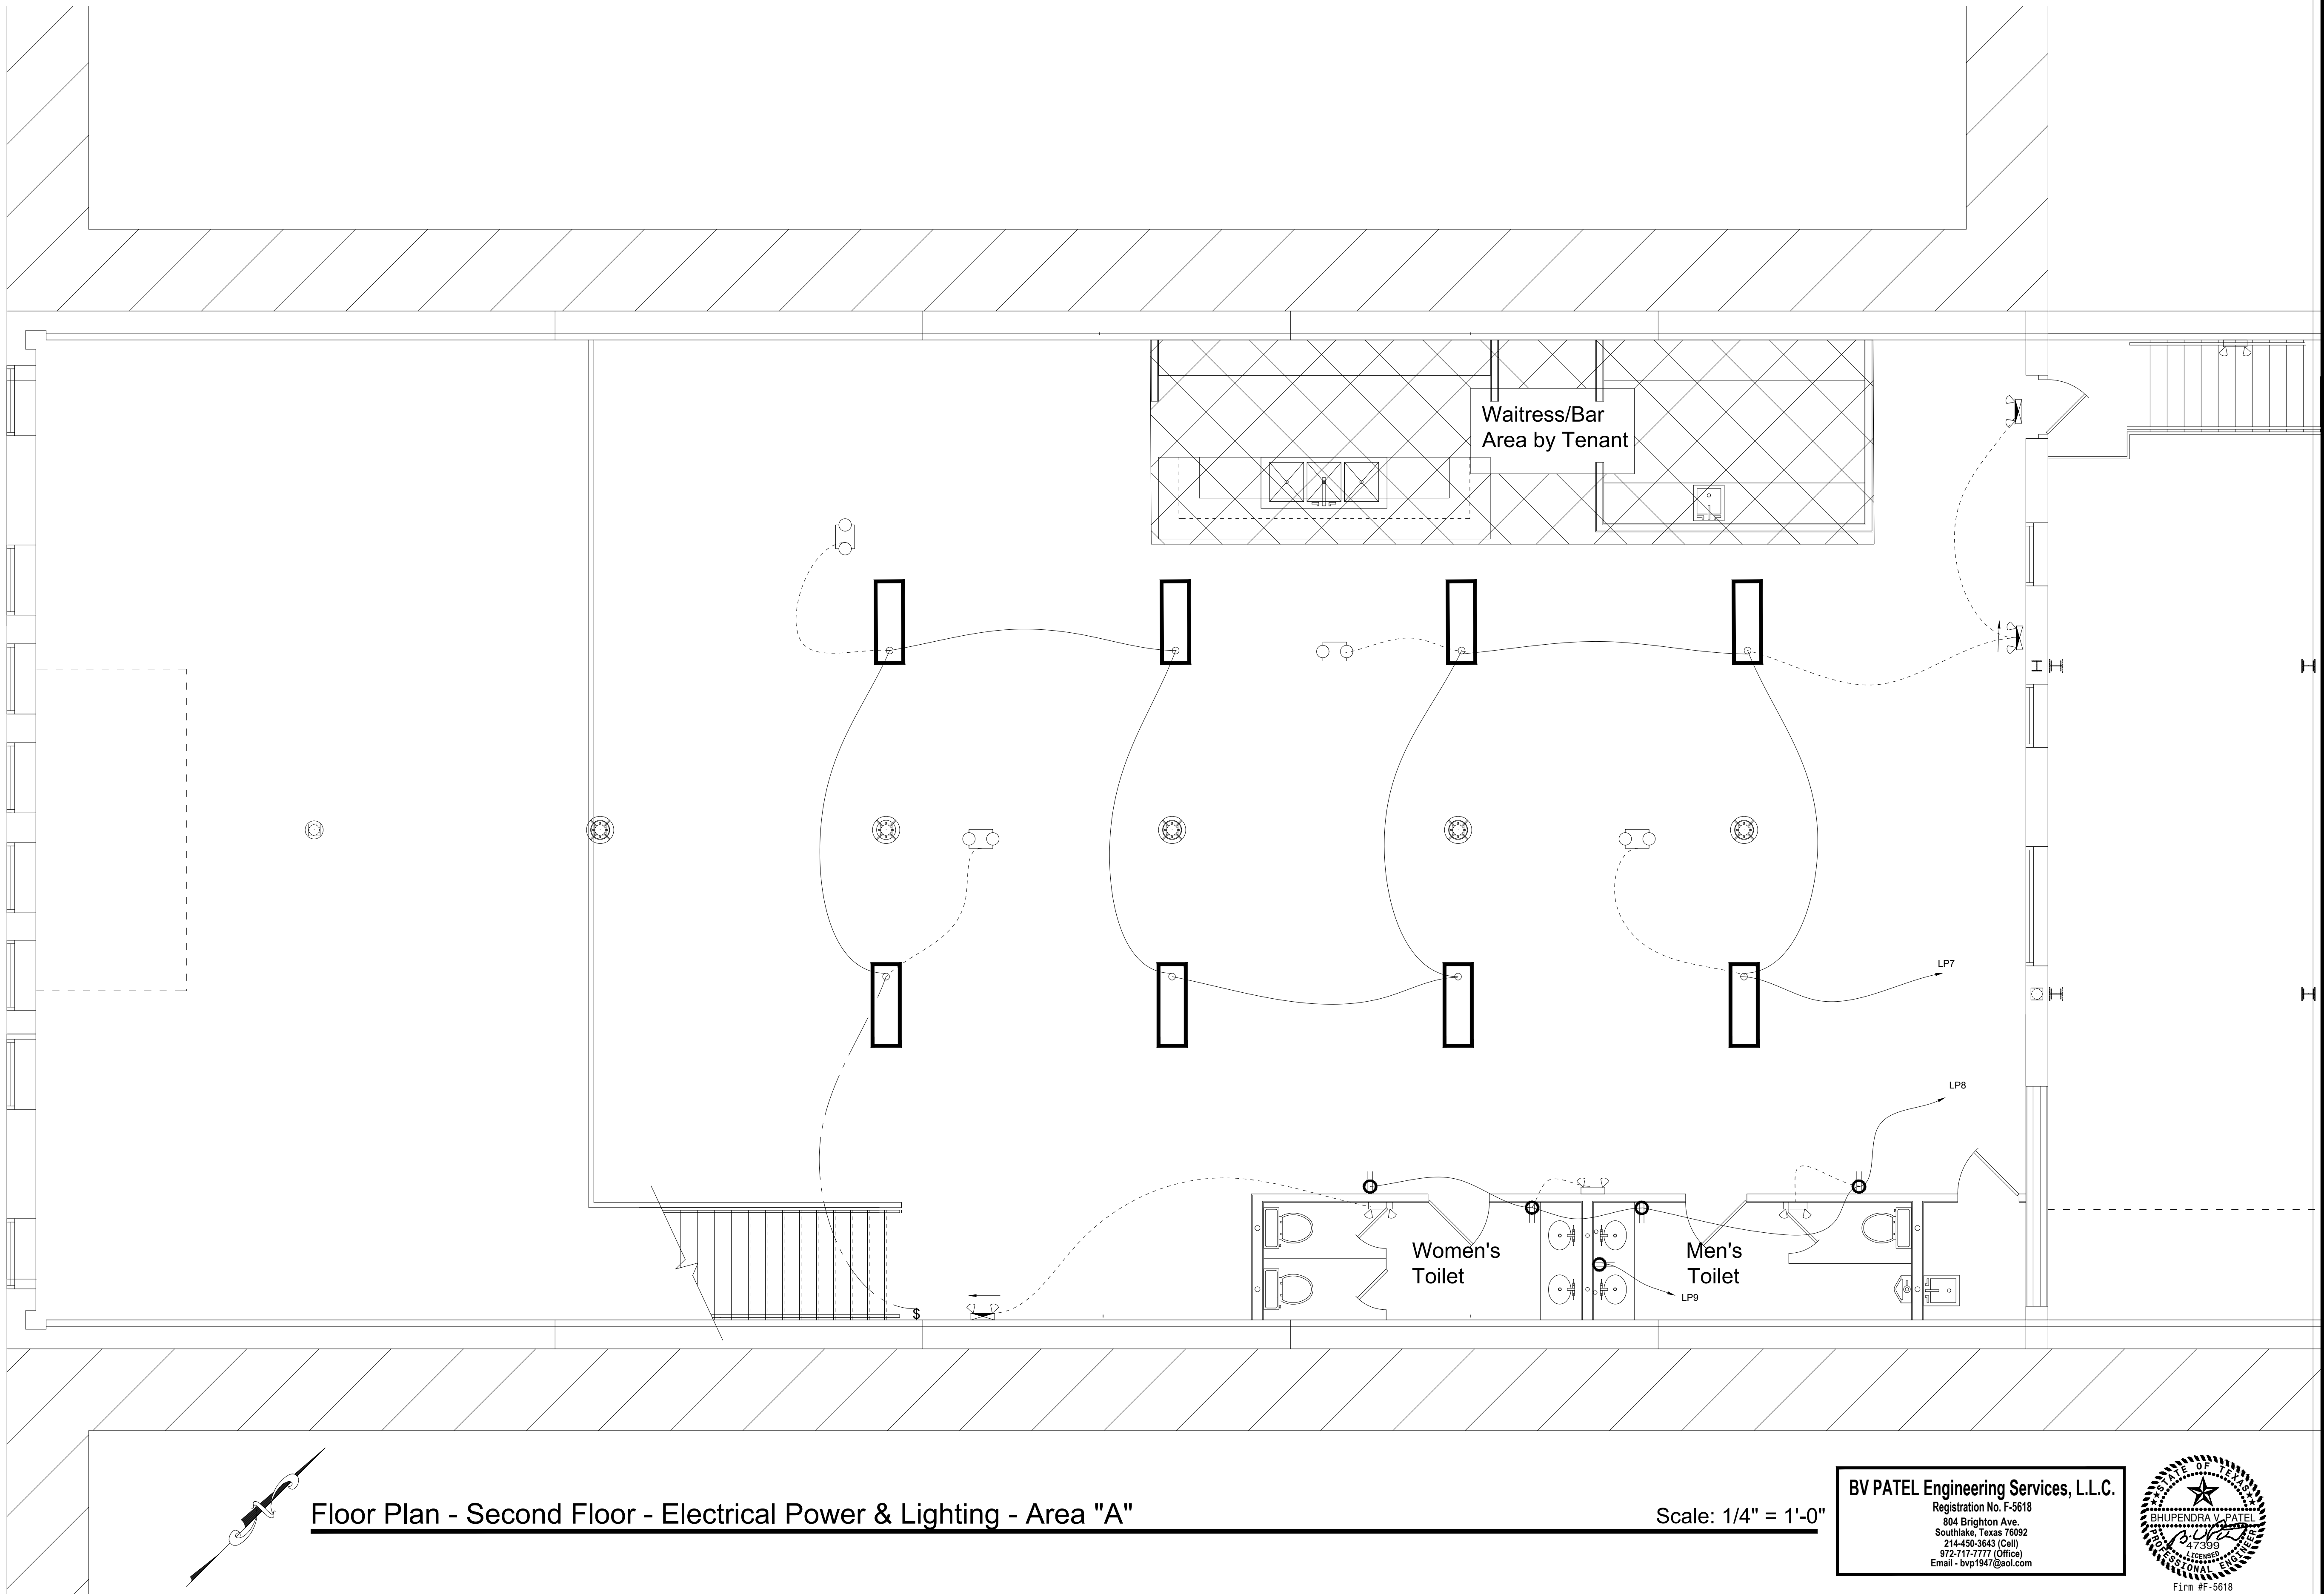 Waitress/Bar
Area by Tenant
H
LP7
LP8
Women's
Toilet
Men's
Toilet
LP9
$
Floor Plan - Second Floor - Electrical Power & Lighting - Area "A"
Scale: 1/4" = 1'-0"
BV PATEL Engineering Services, L.L.C.
Registration No. F-5618
804 Brighton Ave.
Southlake, Texas 76092
214-450-3643 (Cell)
972-717-7777 (Office)
Email - bvp1947@aol.com
STATE OF TEXAS
BHUPENDRA V. PATEL
47399
LICENSED
PROFESSIONAL ENGINEER
Firm #F-5618